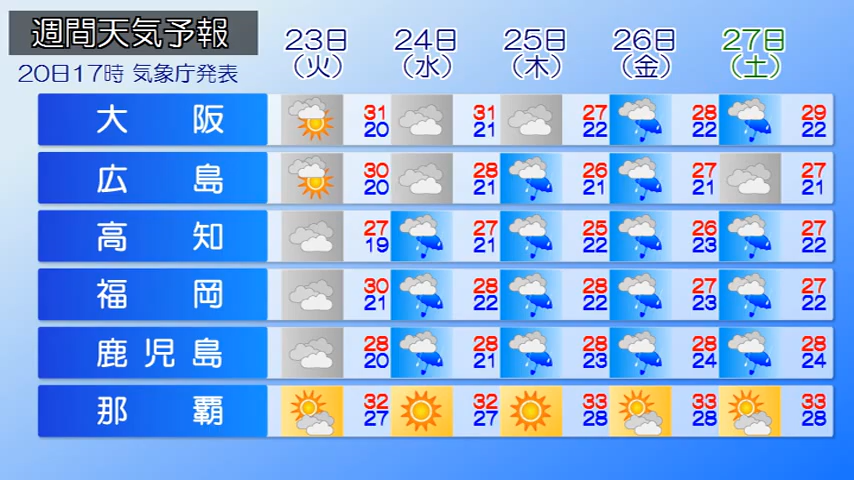 週間天気予報
20日17時 気象庁発表
23日 24日 25日 26日 27日
(火) (水) (木) (金) (土)
大阪 31 20 31 21 27 22 28 22 29 22
広島 30 20 28 21 26 21 27 21 27 21
高知 27 19 27 21 25 22 26 23 27 22
福岡 30 21 28 22 28 22 27 23 27 22
鹿児島 28 20 28 21 28 23 28 24 28 24
那覇 32 27 32 27 33 28 33 28 33 28